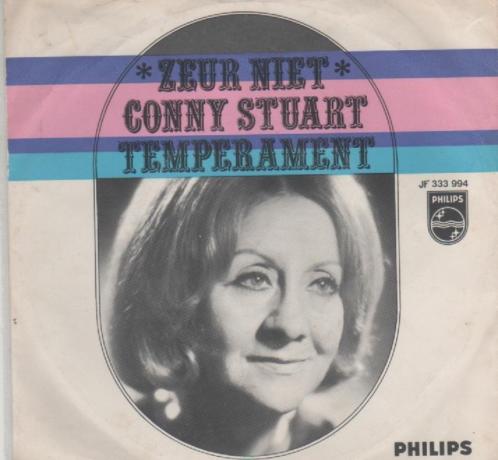 * ZEUR NIET *
CONNY STUART
TEMPERAMENT
JF 333 994
PHILIPS
PHILIPS